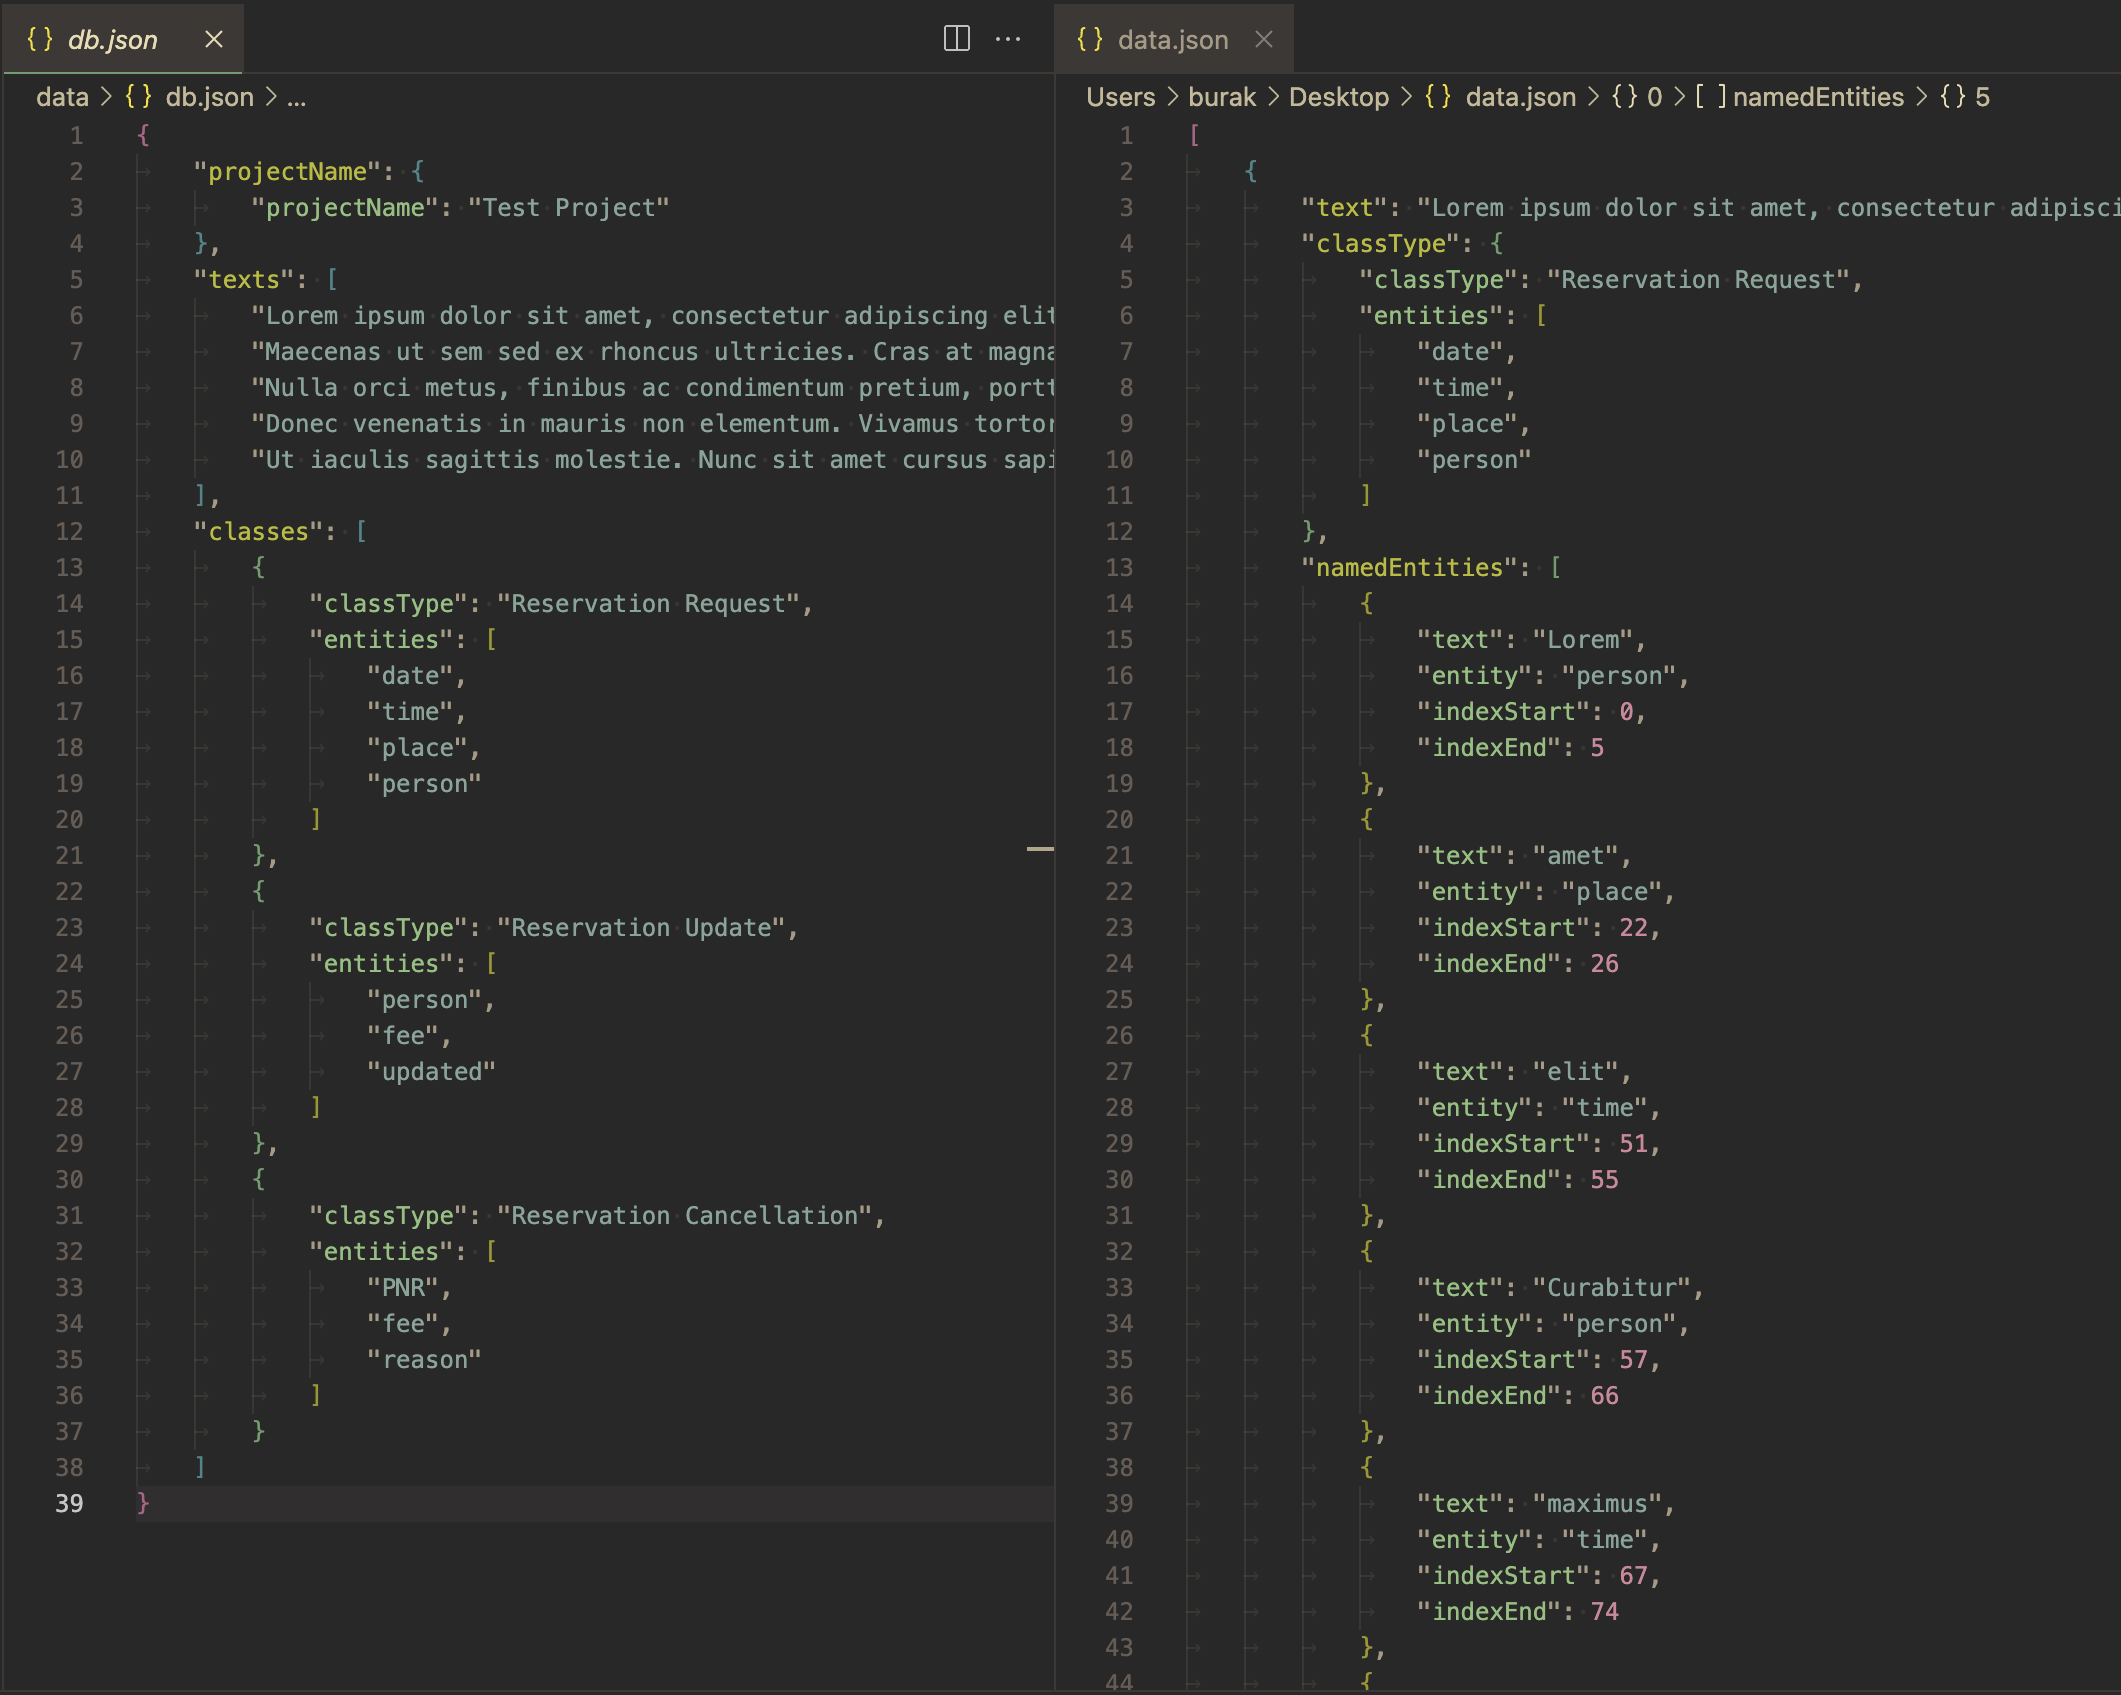 db.json
data > {} db.json > ...
1 {
2 "projectName": {
3 "projectName": "Test Project"
4 },
5 "texts": [
6 "Lorem ipsum dolor sit amet, consectetur adipiscing elit
7 "Maecenas ut sem sed ex rhoncus ultricies. Cras at magna
8 "Nulla orci metus, finibus ac condimentum pretium, portt
9 "Donec venenatis in mauris non elementum. Vivamus tortor
10 "Ut iaculis sagittis molestie. Nunc sit amet cursus sapi
11 ],
12 "classes": [
13 {
14 "classType": "Reservation Request",
15 "entities": [
16 "date",
17 "time",
18 "place",
19 "person"
20 ]
21 },
22 {
23 "classType": "Reservation Update",
24 "entities": [
25 "person",
26 "fee",
27 "updated"
28 ]
29 },
30 {
31 "classType": "Reservation Cancellation",
32 "entities": [
33 "PNR",
34 "fee",
35 "reason"
36 ]
37 }
38 ]
39 }
data.json
Users > burak > Desktop > {} data.json > {} 0 > [ ] namedEntities > {} 5
1 [
2 {
3 "text": "Lorem ipsum dolor sit amet, consectetur adipisci
4 "classType": {
5 "classType": "Reservation Request",
6 "entities": [
7 "date",
8 "time",
9 "place",
10 "person"
11 ]
12 },
13 "namedEntities": [
14 {
15 "text": "Lorem",
16 "entity": "person",
17 "indexStart": 0,
18 "indexEnd": 5
19 },
20 {
21 "text": "amet",
22 "entity": "place",
23 "indexStart": 22,
24 "indexEnd": 26
25 },
26 {
27 "text": "elit",
28 "entity": "time",
29 "indexStart": 51,
30 "indexEnd": 55
31 },
32 {
33 "text": "Curabitur",
34 "entity": "person",
35 "indexStart": 57,
36 "indexEnd": 66
37 },
38 {
39 "text": "maximus",
40 "entity": "time",
41 "indexStart": 67,
42 "indexEnd": 74
43 },
44 {